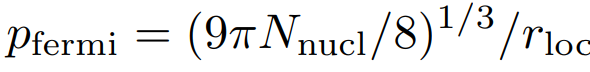 p_fermi = (9πN_nucl/8)^{1/3}/r_loc